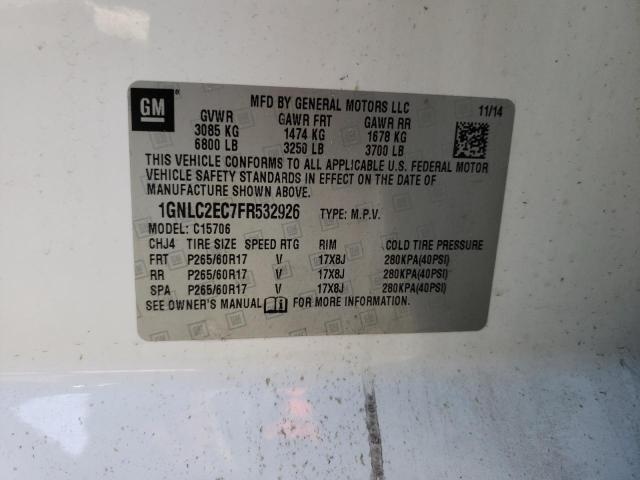 GM
MFD BY GENERAL MOTORS LLC 11/14
GVWR GAWR FRT GAWR RR
3085 KG 1474 KG 1678 KG
6800 LB 3250 LB 3700 LB
THIS VEHICLE CONFORMS TO ALL APPLICABLE U.S. FEDERAL MOTOR
VEHICLE SAFETY STANDARDS IN EFFECT ON THE DATE OF
MANUFACTURE SHOWN ABOVE.
1GNLC2EC7FR532926 TYPE: M.P.V.
MODEL: C15706
CHJ4 TIRE SIZE SPEED RTG RIM COLD TIRE PRESSURE
FRT P265/60R17 V 17X8J 280KPA(40PSI)
RR P265/60R17 V 17X8J 280KPA(40PSI)
SPA P265/60R17 V 17X8J 280KPA(40PSI)
SEE OWNER'S MANUAL FOR MORE INFORMATION.